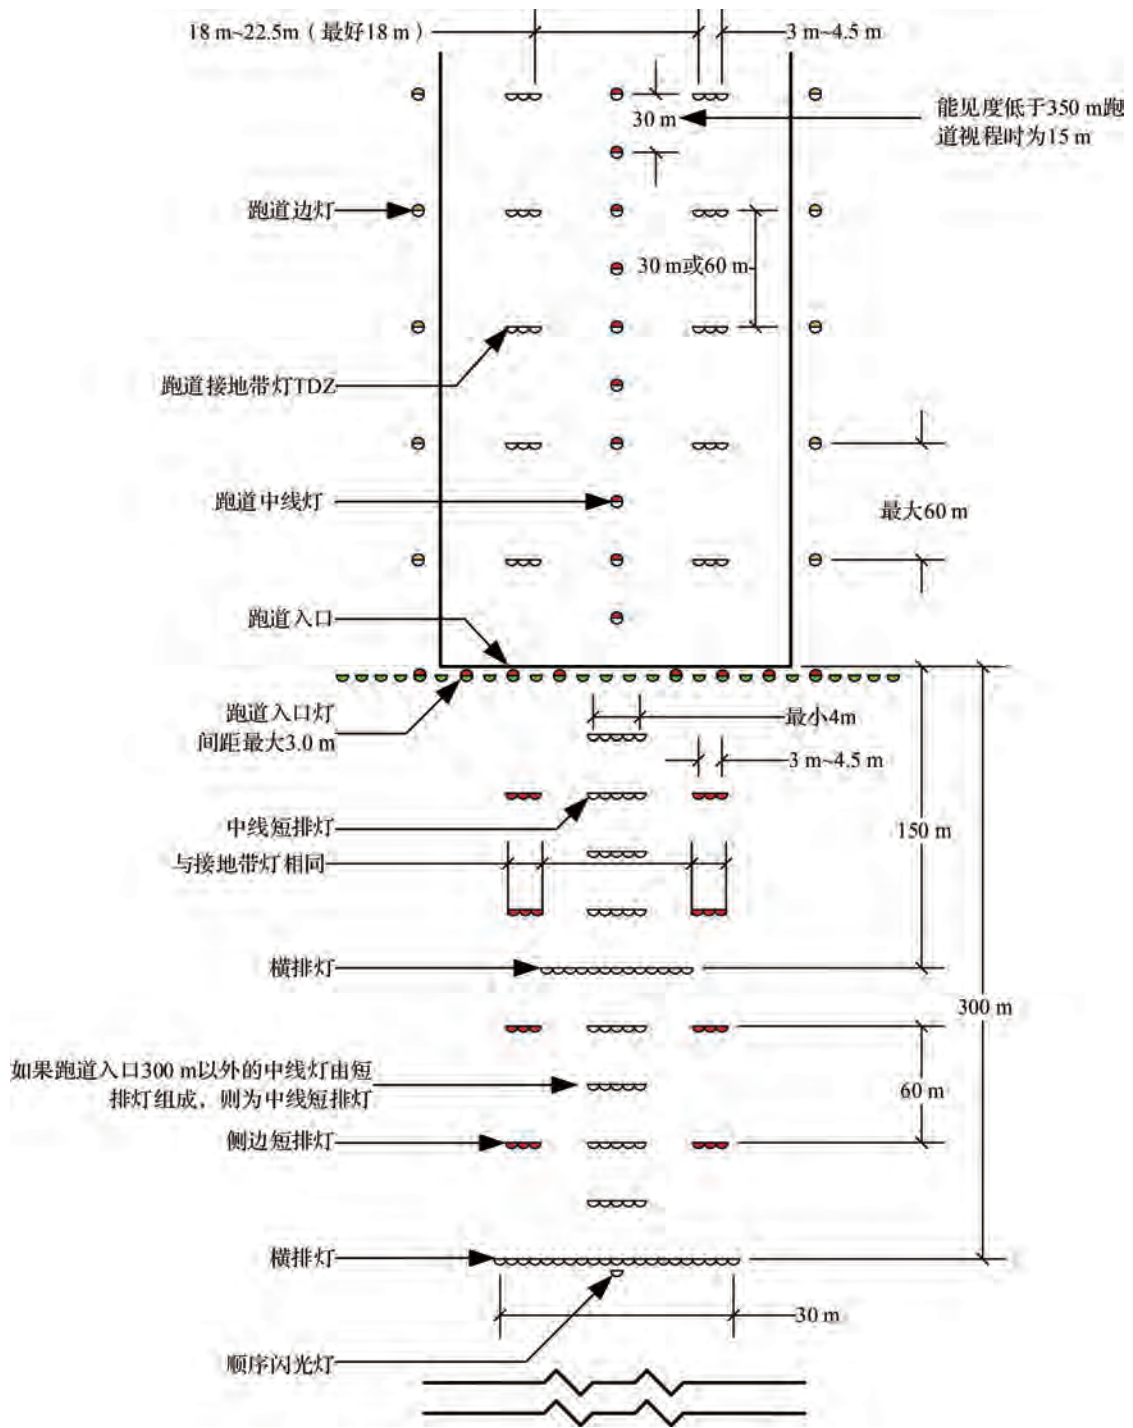 18 m~22.5m（最好18 m）
3 m~4.5 m
30 m
能见度低于350 m跑
道视程时为15 m
跑道边灯
30 m或60 m
跑道接地带灯TDZ
跑道中线灯
最大60 m
跑道入口
跑道入口灯
间距最大3.0 m
最小4m
3 m~4.5 m
中线短排灯
150 m
与接地带灯相同
横排灯
300 m
如果跑道入口300 m以外的中线灯由短
排灯组成，则为中线短排灯
60 m
侧边短排灯
横排灯
30 m
顺序闪光灯